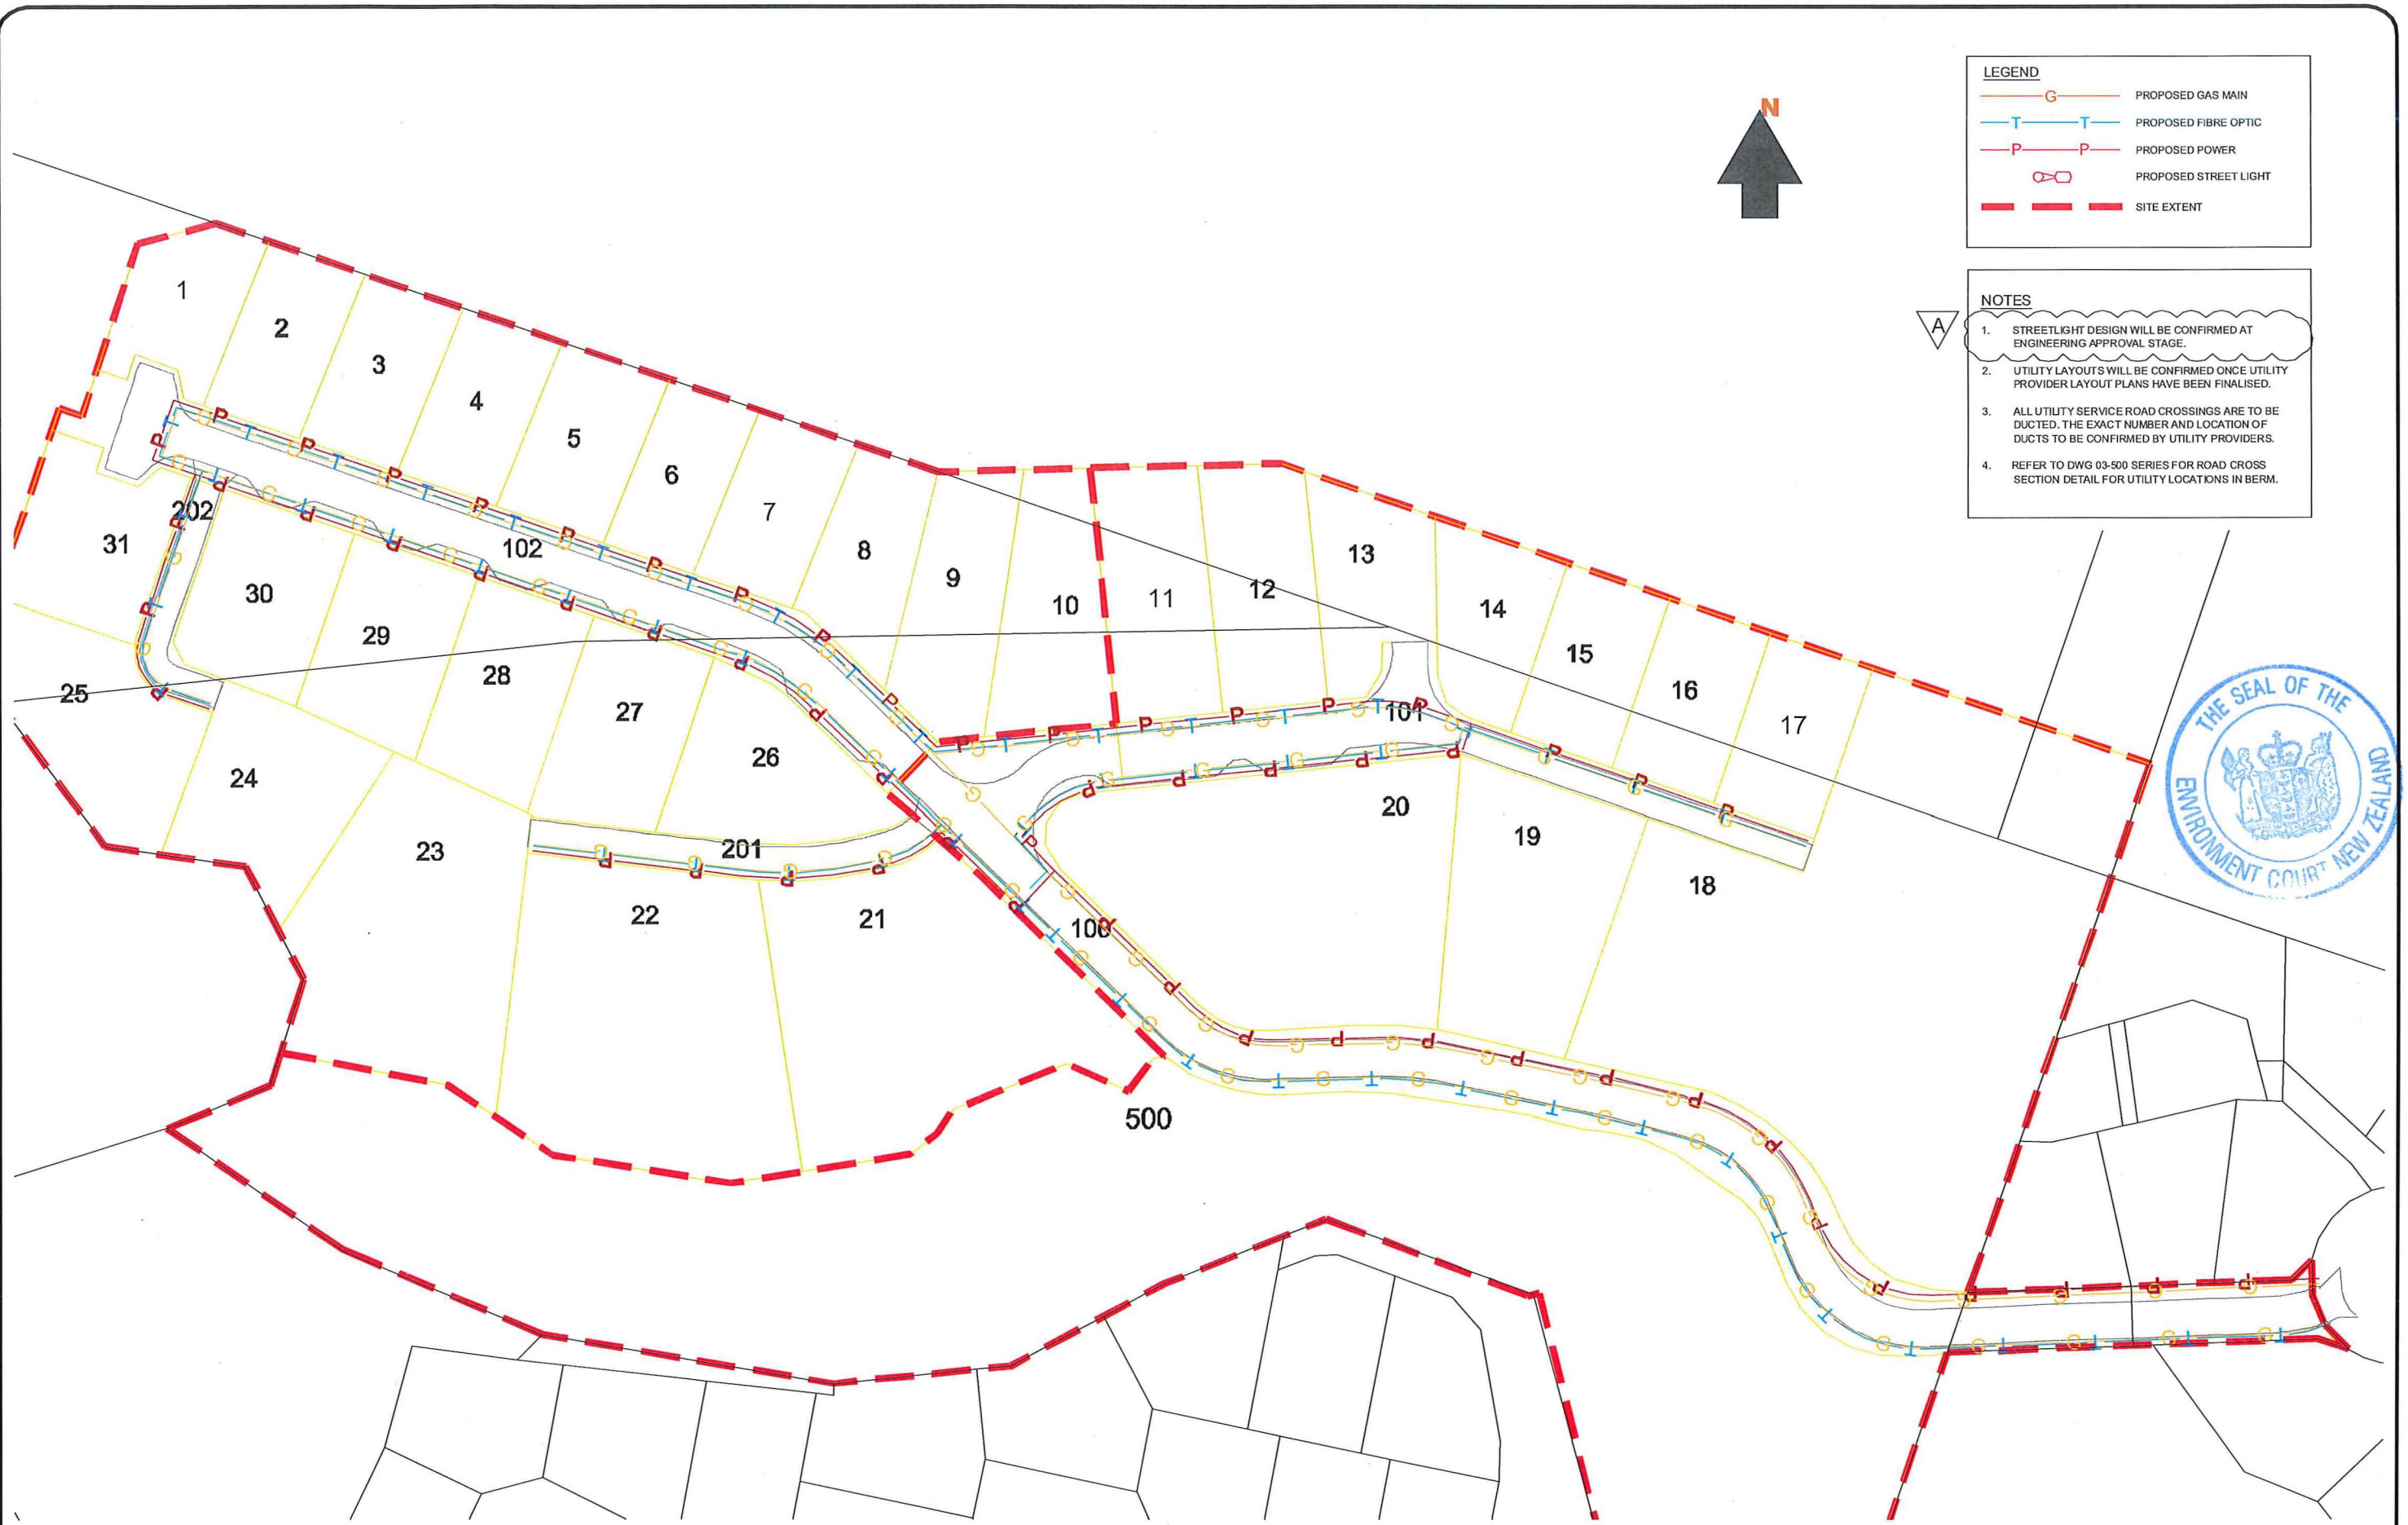 N
LEGEND
G PROPOSED GAS MAIN
T T PROPOSED FIBRE OPTIC
P P PROPOSED POWER
PROPOSED STREET LIGHT
SITE EXTENT
A
NOTES
1. STREETLIGHT DESIGN WILL BE CONFIRMED AT
ENGINEERING APPROVAL STAGE.
2. UTILITY LAYOUTS WILL BE CONFIRMED ONCE UTILITY
PROVIDER LAYOUT PLANS HAVE BEEN FINALISED.
3. ALL UTILITY SERVICE ROAD CROSSINGS ARE TO BE
DUCTED. THE EXACT NUMBER AND LOCATION OF
DUCTS TO BE CONFIRMED BY UTILITY PROVIDERS.
4. REFER TO DWG 03-500 SERIES FOR ROAD CROSS
SECTION DETAIL FOR UTILITY LOCATIONS IN BERM.
1
2
3
4
5
6
7
8
9
10
11
12
13
14
15
16
17
18
19
20
21
22
23
24
25
26
27
28
29
30
31
100
101
102
201
202
500
THE SEAL OF THE
ENVIRONMENT COURT NEW ZEALAND